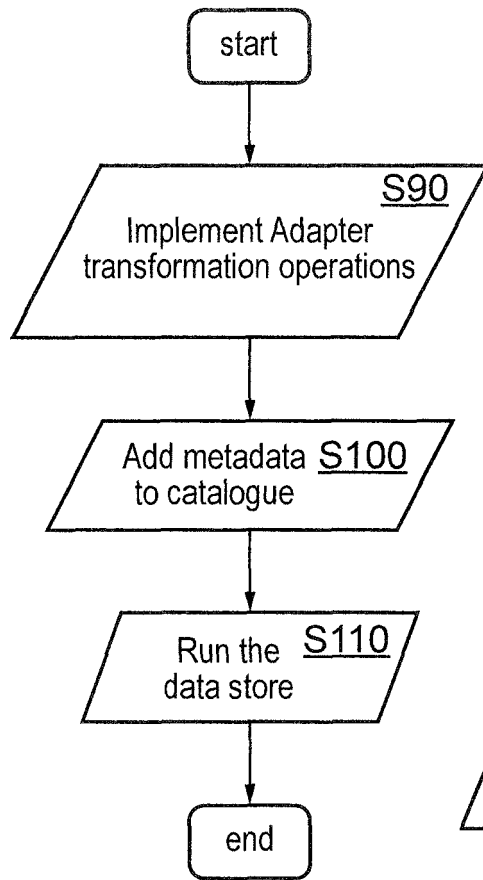 start
S90
Implement Adapter
transformation operations
Add metadata S100
to catalogue
Run the S110
data store
end